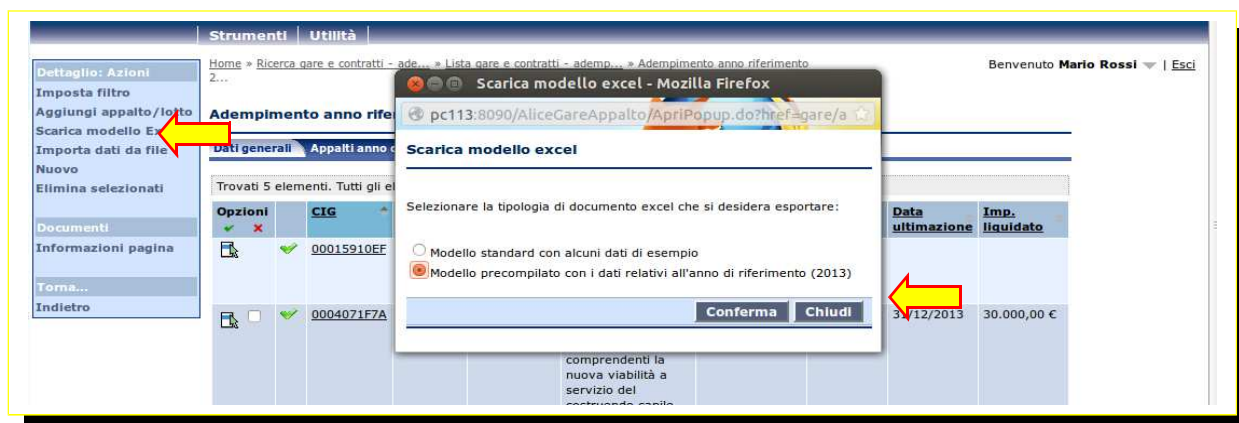 Strumenti Utilità
Home » Ricerca gare e contratti - ade... » Lista gare e contratti - ademp... » Adempimento anno riferimento
2...
Benvenuto Mario Rossi | Esci
Dettaglio: Azioni
Imposta filtro
Aggiungi appalto/lotto
Scarica modello
Importa dati da file
Nuovo
Elimina selezionati
Documenti
Informazioni pagina
Torna...
Indietro
Adempimento anno rife
Dati generali Appalti anno
Trovati 5 elementi. Tutti gli el
Opzioni CIG Data ultimazione Imp. liquidato
00015910EF
0004071F7A 31/12/2013 30.000,00 €
comprendenti la
nuova viabilità a
servizio del
Scarica modello excel - Mozilla Firefox
pc113:8090/AliceGareAppalto/ApriPopup.do?href=gare/a
Scarica modello excel
Selezionare la tipologia di documento excel che si desidera esportare:
Modello standard con alcuni dati di esempio
Modello precompilato con i dati relativi all'anno di riferimento (2013)
Conferma Chiudi